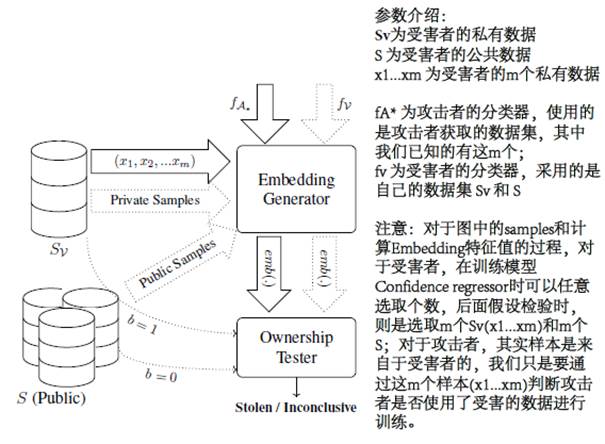 f_{A_*}
f_V
(x_1, x_2, ...x_m)
Private Samples
Embedding
Generator
S_V
Public Samples
emb(·)
emb(·)
b = 1
b = 0
Ownership
Tester
S (Public)
Stolen / Inconclusive
参数介绍：
Sv为受害者的私有数据
S 为受害者的公共数据
x1...xm 为受害者的m个私有数据
fA* 为攻击者的分类器，使用的
是攻击者获取的数据集，其中
我们已知的有这m个；
fv 为受害者的分类器，采用的是
自己的数据集 Sv 和 S
注意：对于图中的samples和计
算Embedding特征值的过程，对
于受害者，在训练模型
Confidence regressor时可以任意
选取个数，后面假设检验时，
则是选取m个Sv(x1...xm)和m个
S；对于攻击者，其实样本是来
自于受害者的，我们只是要通
过这m个样本(x1...xm)判断攻击
者是否使用了受害的数据进行
训练。